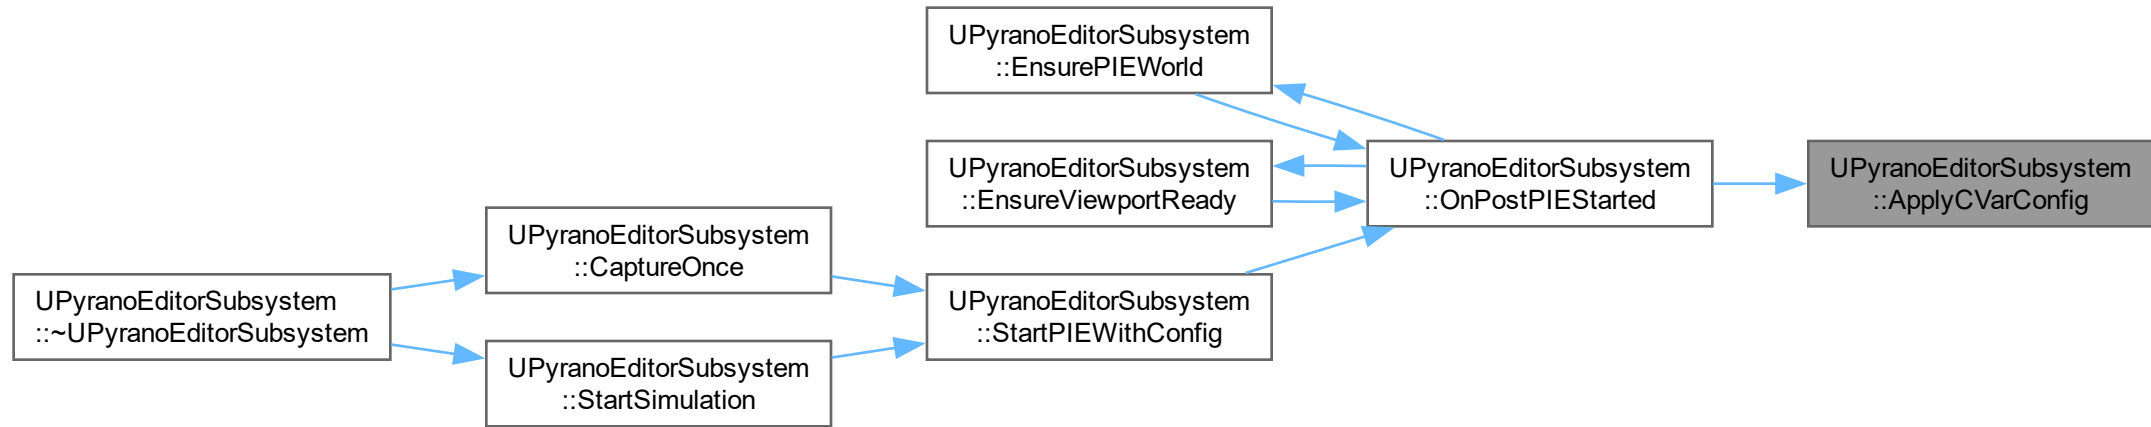 UPyranoEditorSubsystem
::EnsurePIEWorld
UPyranoEditorSubsystem
::EnsureViewportReady
UPyranoEditorSubsystem
::OnPostPIEStarted
UPyranoEditorSubsystem
::ApplyCVarConfig
UPyranoEditorSubsystem
::CaptureOnce
UPyranoEditorSubsystem
::~UPyranoEditorSubsystem
UPyranoEditorSubsystem
::StartPIEWithConfig
UPyranoEditorSubsystem
::StartSimulation